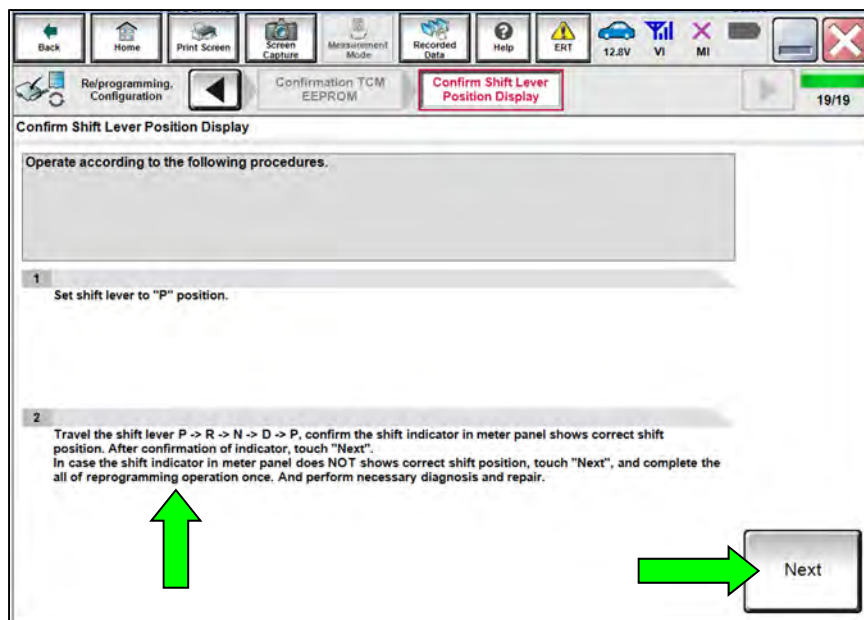 Back
Home
Print Screen
Screen
Capture
Measurement
Mode
Recorded
Data
Help
ERT
12.8V
VI
MI
Re/programming,
Configuration
Confirmation TCM
EEPROM
Confirm Shift Lever
Position Display
19/19
Confirm Shift Lever Position Display
Operate according to the following procedures.
1
Set shift lever to "P" position.
2
Travel the shift lever P -> R -> N -> D -> P, confirm the shift indicator in meter panel shows correct shift
position. After confirmation of indicator, touch "Next".
In case the shift indicator in meter panel does NOT shows correct shift position, touch "Next", and complete the
all of reprogramming operation once. And perform necessary diagnosis and repair.
Next